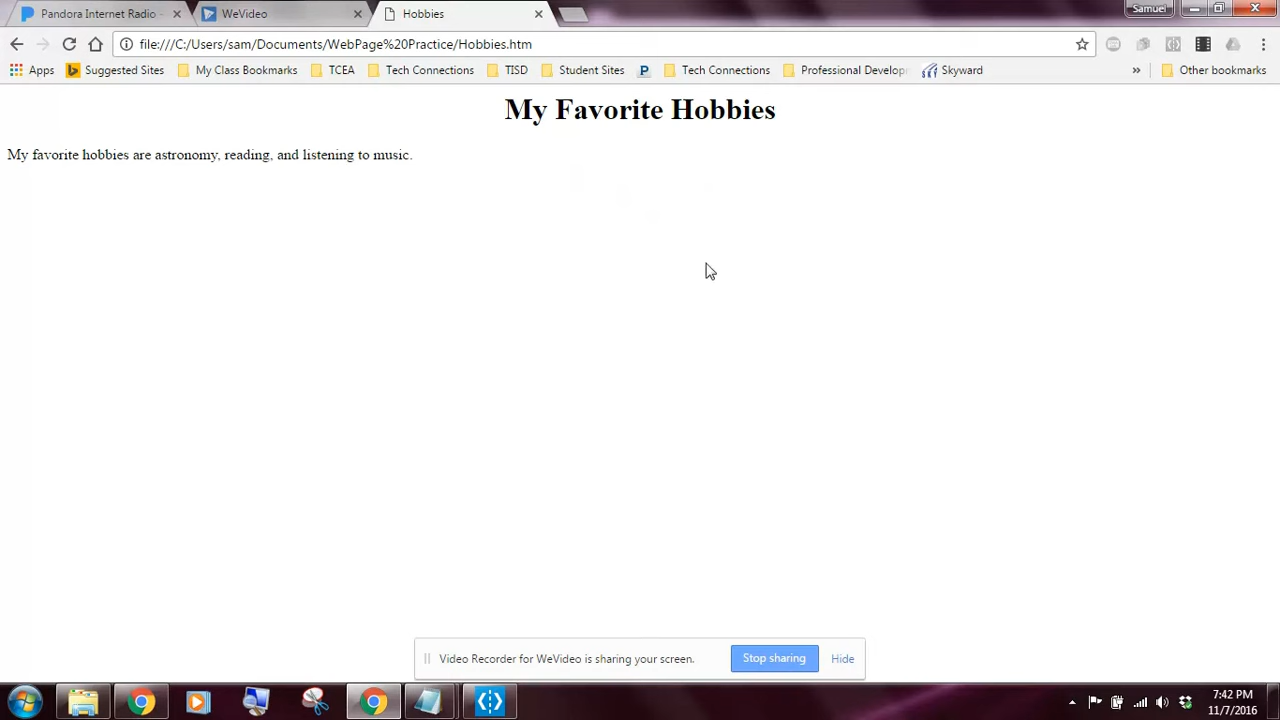 Pandora Internet Radio -
WeVideo
Hobbies
Samuel
file:///C:/Users/sam/Documents/WebPage%20Practice/Hobbies.htm
Apps
Suggested Sites
My Class Bookmarks
TCEA
Tech Connections
TISD
Student Sites
Tech Connections
Professional Develop
Skyward
»
Other bookmarks
My Favorite Hobbies
My favorite hobbies are astronomy, reading, and listening to music.
Video Recorder for WeVideo is sharing your screen.
Stop sharing
Hide
7:42 PM
11/7/2016